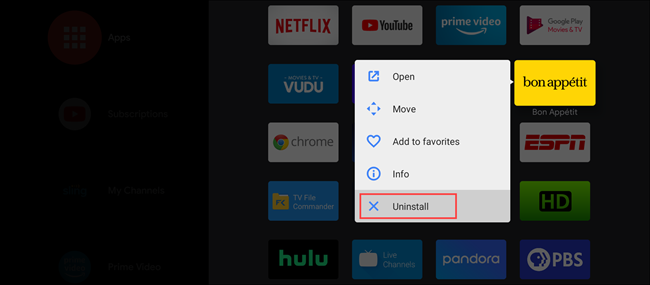 Apps
Subscriptions
My Channels
Prime Video
NETFLIX
YouTube
prime video
Google Play
Movies & TV
MOVIES & TV
VUDU
bon appétit
Bon Appétit
chrome
ESPN
TV File
Commander
FC
HD
hulu
Live
Channels
pandora
PBS
Open
Move
Add to favorites
Info
Uninstall